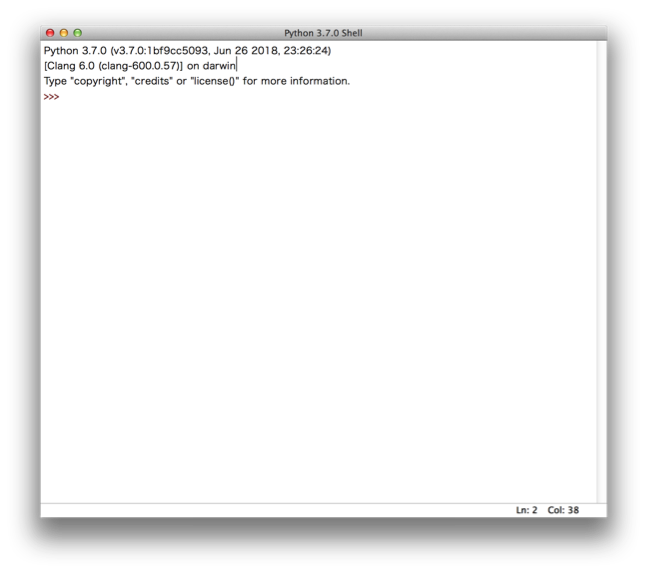 Python 3.7.0 Shell
Python 3.7.0 (v3.7.0:1bf9cc5093, Jun 26 2018, 23:26:24)
[Clang 6.0 (clang-600.0.57)] on darwin
Type "copyright", "credits" or "license()" for more information.
>>>
Ln: 2 Col: 38